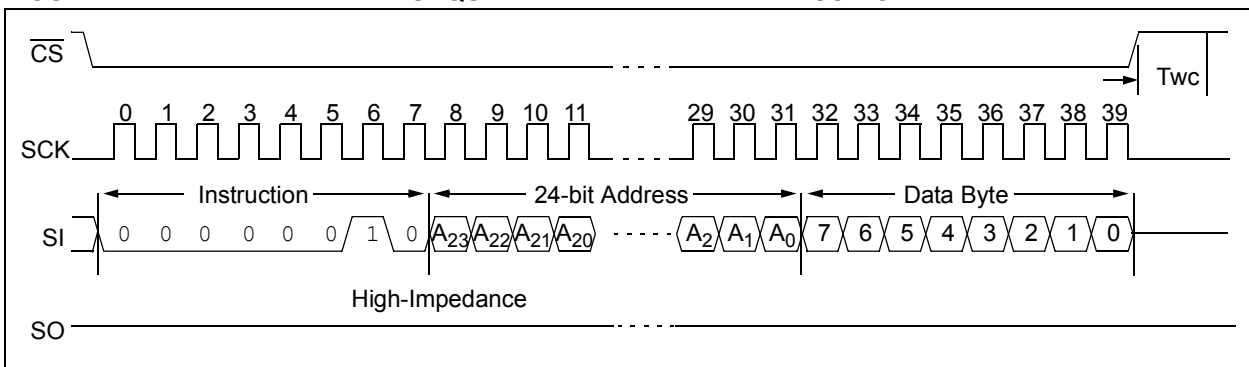 CS
Twc
0 1 2 3 4 5 6 7 8 9 10 11 29 30 31 32 33 34 35 36 37 38 39
SCK
Instruction 24-bit Address Data Byte
SI 0 0 0 0 0 0 1 0 A23 A22 A21 A20 A2 A1 A0 7 6 5 4 3 2 1 0
High-Impedance
SO